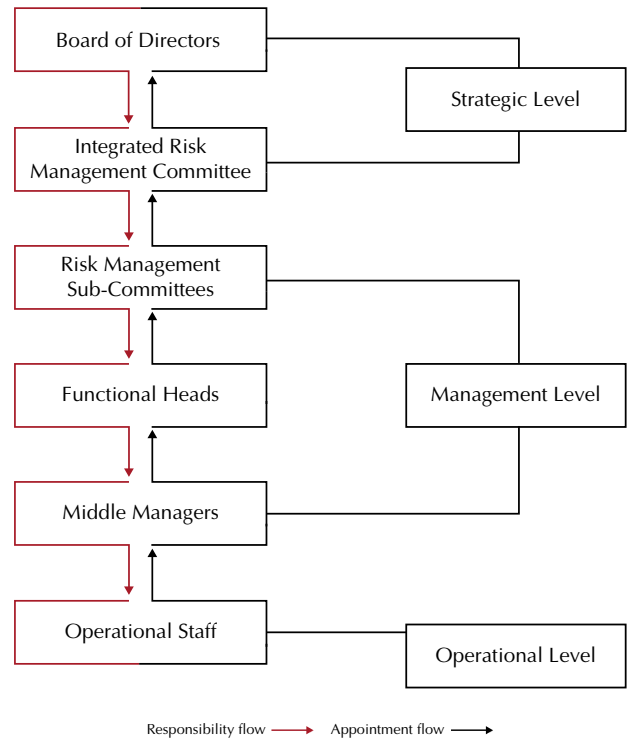 Board of Directors
Strategic Level
Integrated Risk
Management Committee
Risk Management
Sub-Committees
Functional Heads
Management Level
Middle Managers
Operational Staff
Operational Level
Responsibility flow
Appointment flow